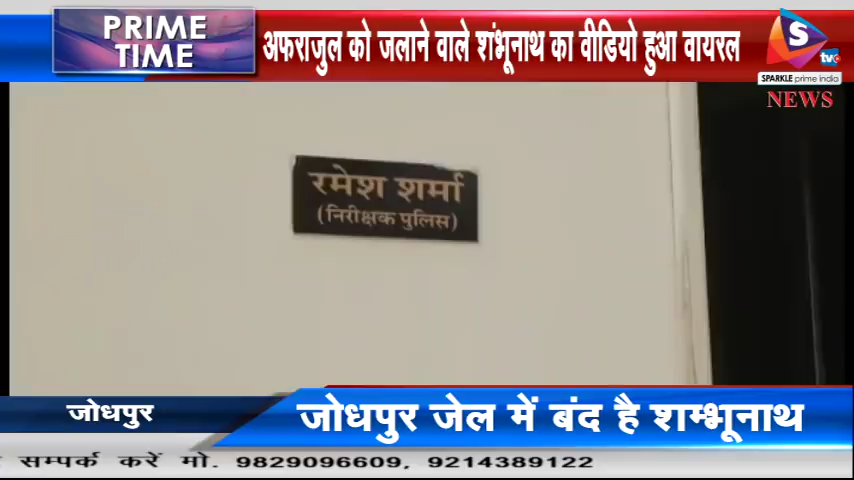 PRIME
TIME
अफराजुल को जलाने वाले शंभूनाथ का वीडियो हुआ वायरल
S
tv
SPARKLE prime india
NEWS
रमेश शर्मा
(निरीक्षक पुलिस)
जोधपुर
जोधपुर जेल में बंद है शम्भूनाथ
सम्पर्क करें मो. 9829096609, 9214389122